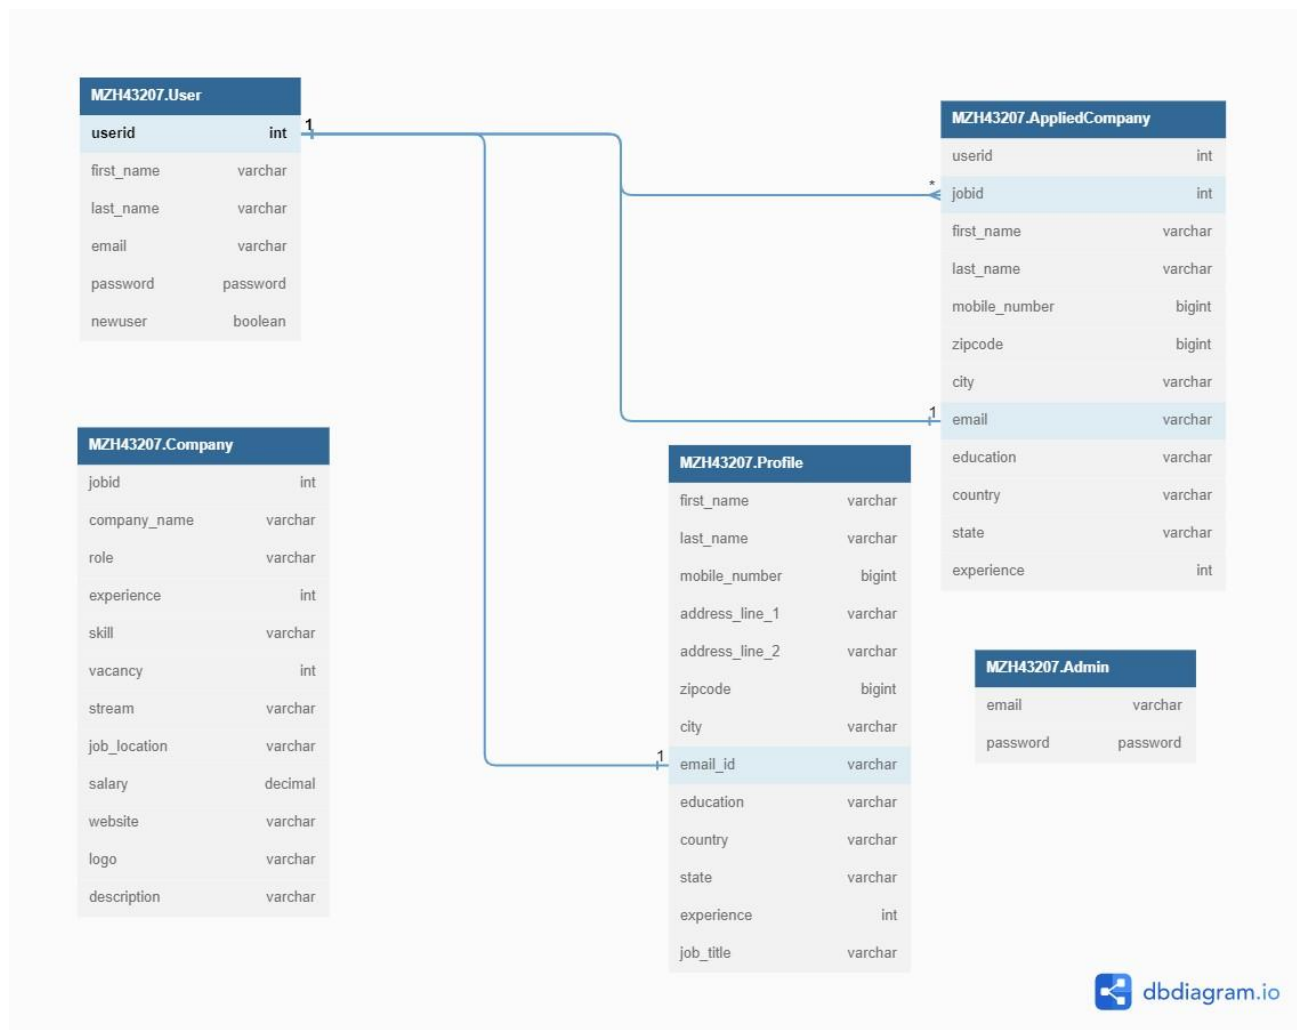 MZH43207.User
userid int 1
first_name varchar
last_name varchar
email varchar
password password
newuser boolean
MZH43207.AppliedCompany
userid int
* jobid int
first_name varchar
last_name varchar
mobile_number bigint
zipcode bigint
city varchar
1 email varchar
education varchar
country varchar
state varchar
experience int
MZH43207.Company
jobid int
company_name varchar
role varchar
experience int
skill varchar
vacancy int
stream varchar
job_location varchar
salary decimal
website varchar
logo varchar
description varchar
MZH43207.Profile
first_name varchar
last_name varchar
mobile_number bigint
address_line_1 varchar
address_line_2 varchar
zipcode bigint
city varchar
1 email_id varchar
education varchar
country varchar
state varchar
experience int
job_title varchar
MZH43207.Admin
email varchar
password password
dbdiagram.io